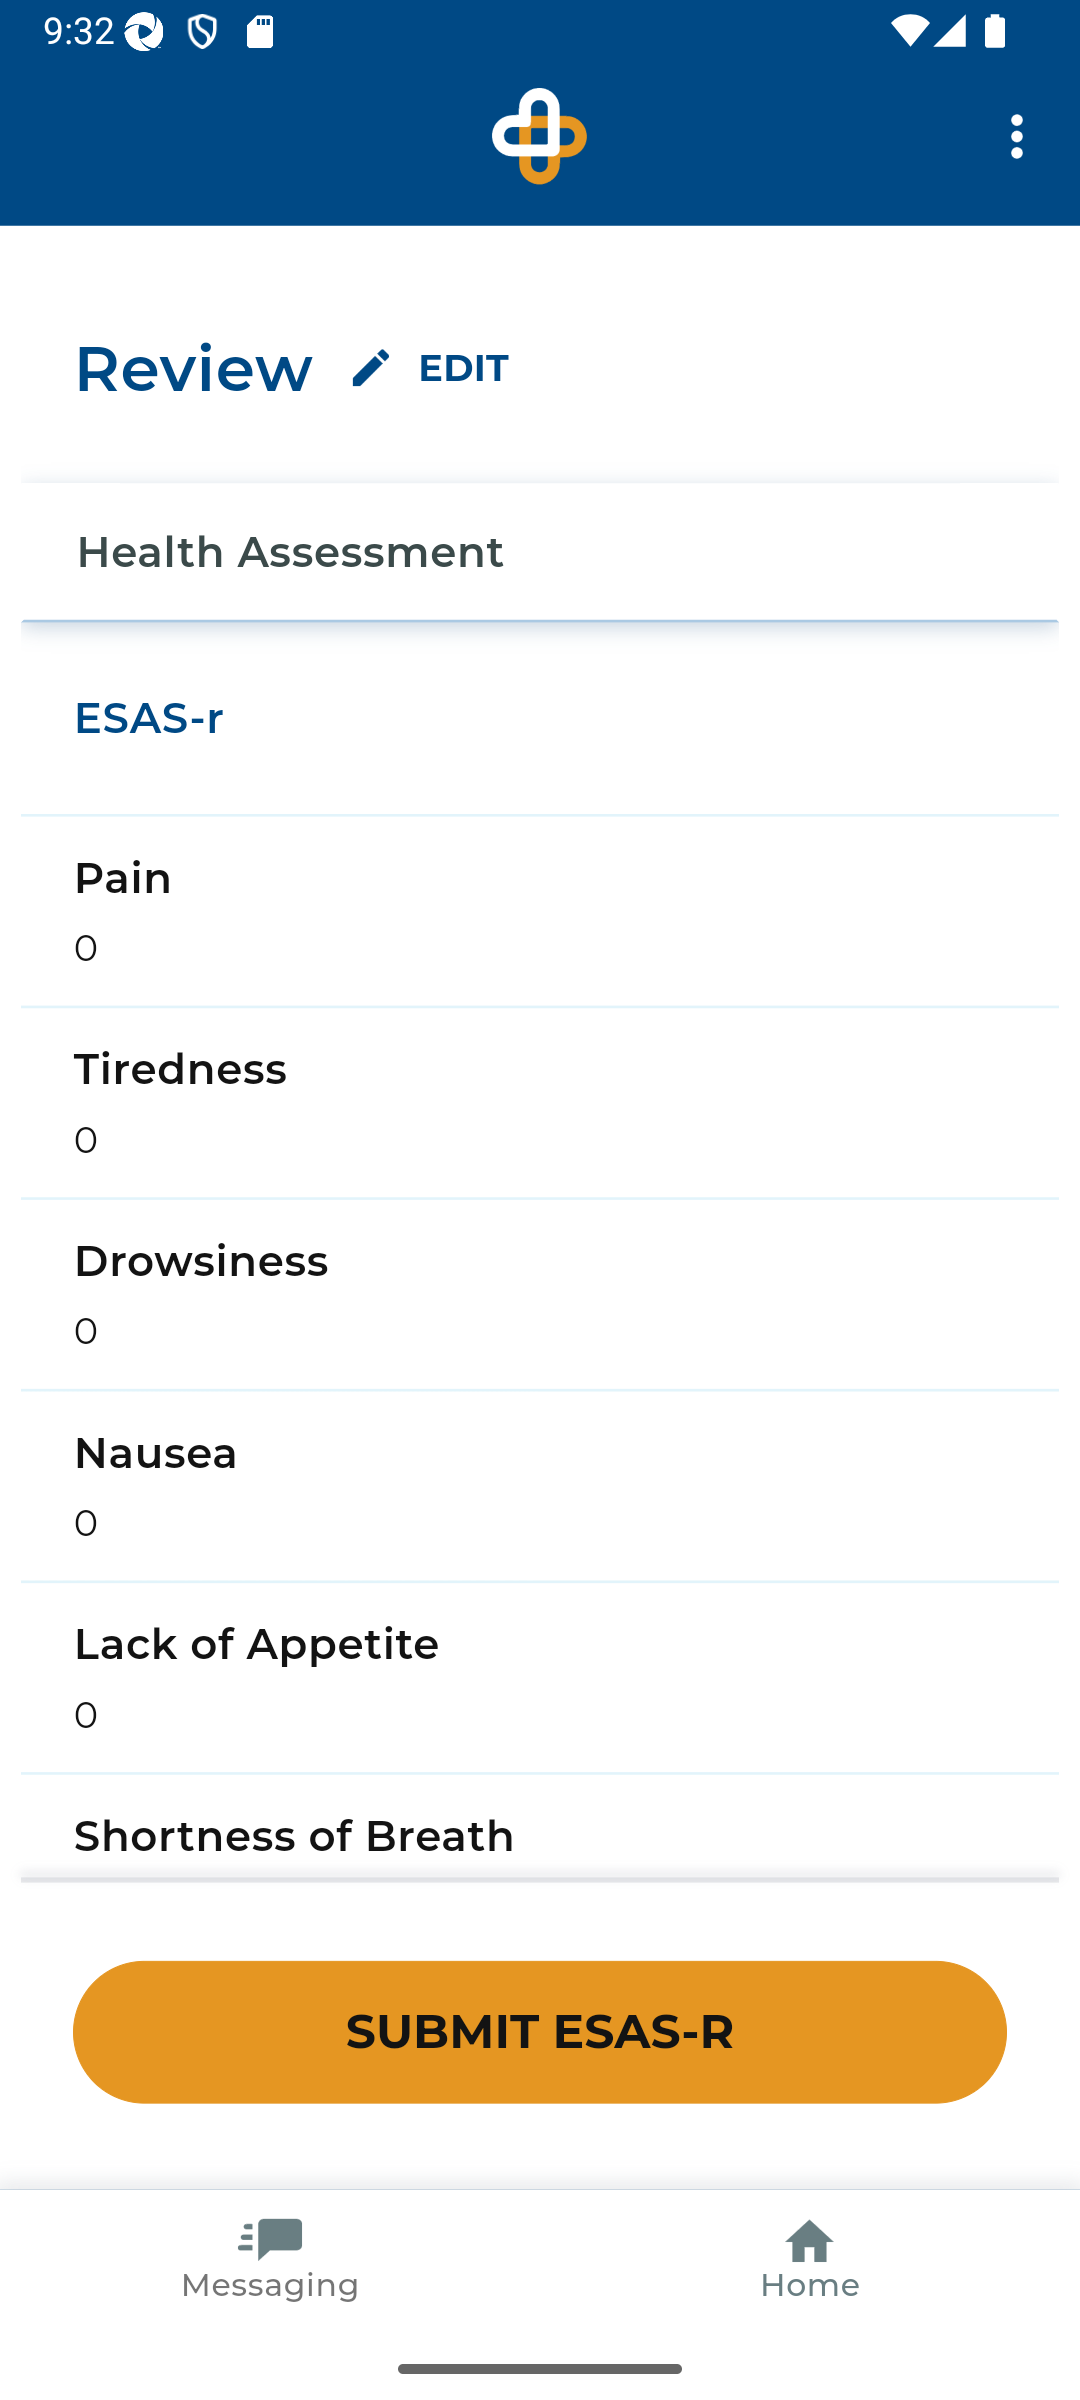 9:32
Review EDIT
Health Assessment
ESAS-r
Pain
0
Tiredness
0
Drowsiness
0
Nausea
0
Lack of Appetite
0
Shortness of Breath
SUBMIT ESAS-R
Messaging Home